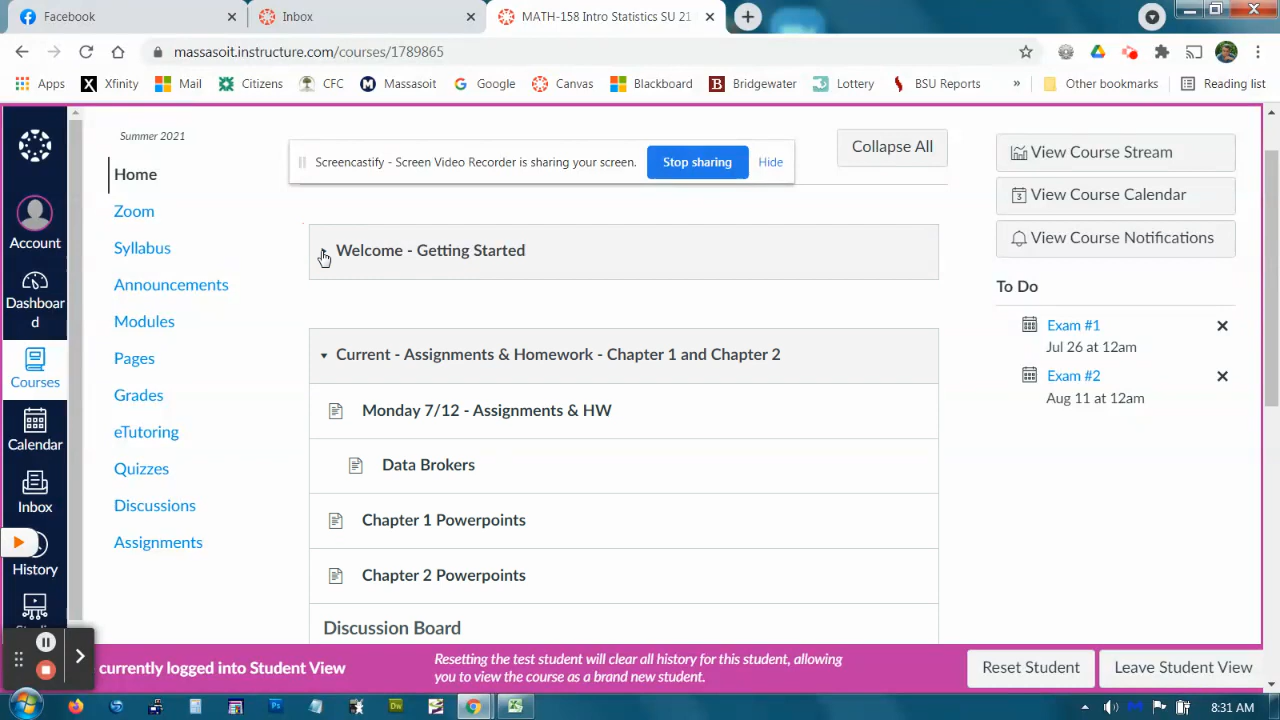 Facebook
Inbox
MATH-158 Intro Statistics SU 21
massasoit.instructure.com/courses/1789865
Apps
Xfinity
Mail
Citizens
CFC
Massasoit
Google
Canvas
Blackboard
Bridgewater
Lottery
BSU Reports
»
Other bookmarks
Reading list
Summer 2021
Home
Zoom
Syllabus
Announcements
Modules
Pages
Grades
eTutoring
Quizzes
Discussions
Assignments
Account
Dashboar
d
Courses
Calendar
Inbox
History
Screencastify - Screen Video Recorder is sharing your screen.
Stop sharing
Hide
Collapse All
Welcome - Getting Started
Current - Assignments & Homework - Chapter 1 and Chapter 2
Monday 7/12 - Assignments & HW
Data Brokers
Chapter 1 Powerpoints
Chapter 2 Powerpoints
Discussion Board
View Course Stream
View Course Calendar
View Course Notifications
To Do
Exam #1
Jul 26 at 12am
Exam #2
Aug 11 at 12am
currently logged into Student View
Resetting the test student will clear all history for this student, allowing
you to view the course as a brand new student.
Reset Student
Leave Student View
8:31 AM